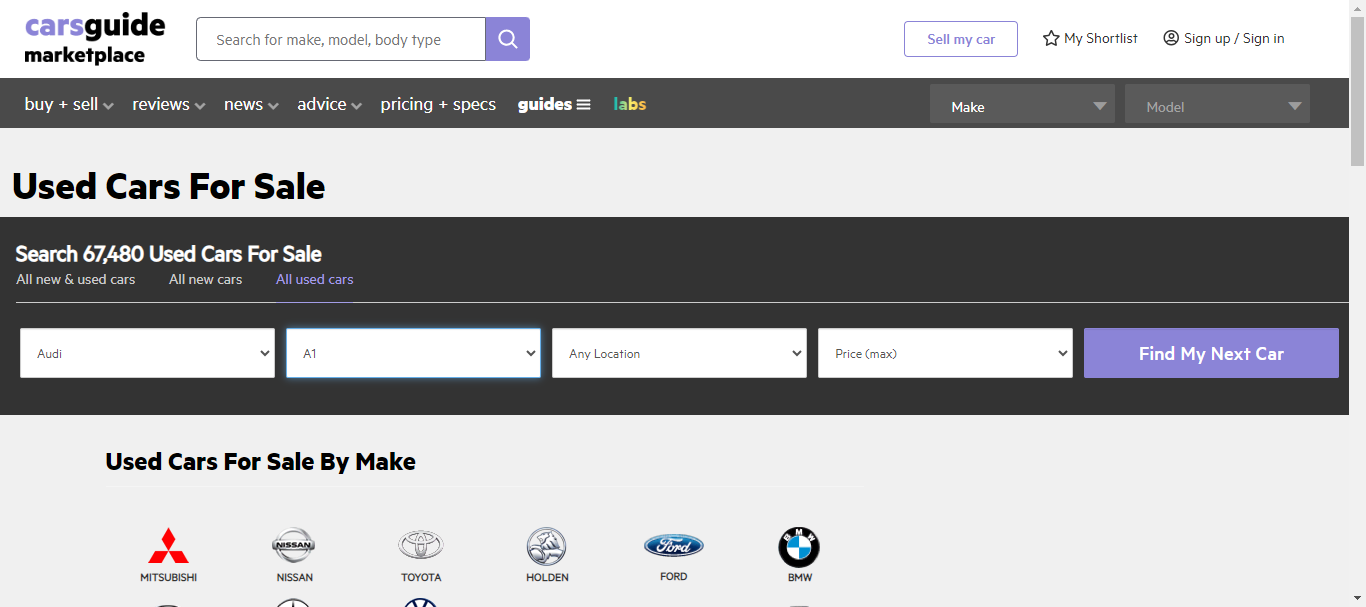 carsguide
marketplace
Search for make, model, body type
Sell my car
My Shortlist
Sign up / Sign in
buy + sell
reviews
news
advice
pricing + specs
guides
labs
Make
Model
Used Cars For Sale
Search 67,480 Used Cars For Sale
All new & used cars
All new cars
All used cars
Audi
A1
Any Location
Price (max)
Find My Next Car
Used Cars For Sale By Make
NISSAN
Ford
BMW
MITSUBISHI
NISSAN
TOYOTA
HOLDEN
FORD
BMW